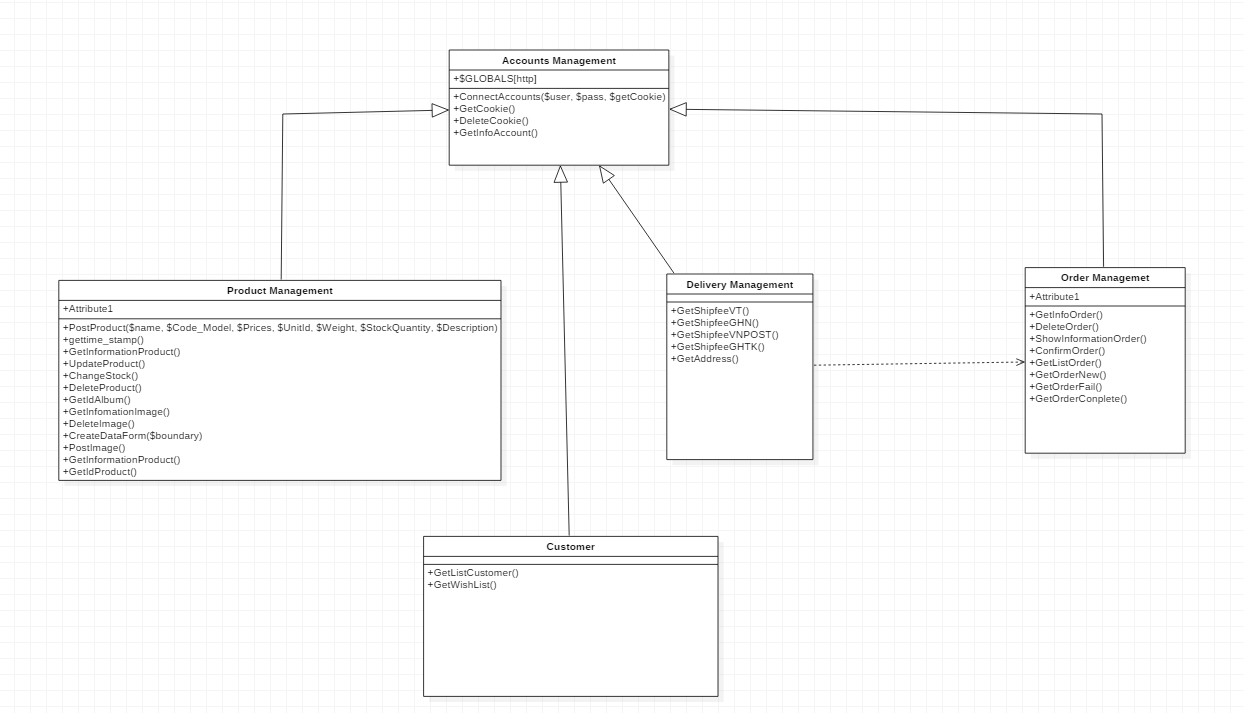 Accounts Management
+$GLOBALS[http]
+ConnectAccounts($user, $pass, $getCookie)
+GetCookie()
+DeleteCookie()
+GetInfoAccount()
Product Management
+Attribute1
+PostProduct($name, $Code_Model, $Prices, $UnitId, $Weight, $StockQuantity, $Description)
+gettime_stamp()
+GetInformationProduct()
+UpdateProduct()
+ChangeStock()
+DeleteProduct()
+GetIdAlbum()
+GetInfomationImage()
+DeleteImage()
+CreateDataForm($boundary)
+PostImage()
+GetInformationProduct()
+GetIdProduct()
Delivery Management
+GetShipfeeVT()
+GetShipfeeGHN()
+GetShipfeeVNPOST()
+GetShipfeeGHTK()
+GetAddress()
Order Managemet
+Attribute1
+GetInfoOrder()
+DeleteOrder()
+ShowInformationOrder()
+ConfirmOrder()
+GetListOrder()
+GetOrderNew()
+GetOrderFail()
+GetOrderConplete()
Customer
+GetListCustomer()
+GetWishList()